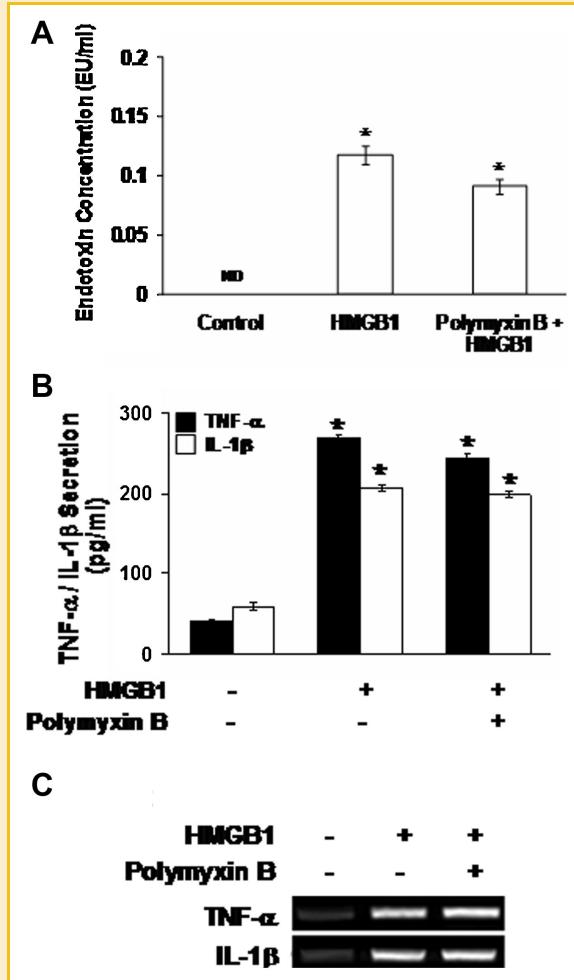 A
Endotoxin Concentration (EU/ml)
0.2
0.15
0.1
0.05
0
*
*
ND
Control
HMGB1
Polymyxin B +
HMGB1
B
TNF-α / IL-1β Secretion
(pg/ml)
300
200
100
0
TNF-α
IL-1β
*
*
*
*
HMGB1 - + +
Polymyxin B - - +
C
HMGB1 - + +
Polymyxin B - - +
TNF-α
IL-1β